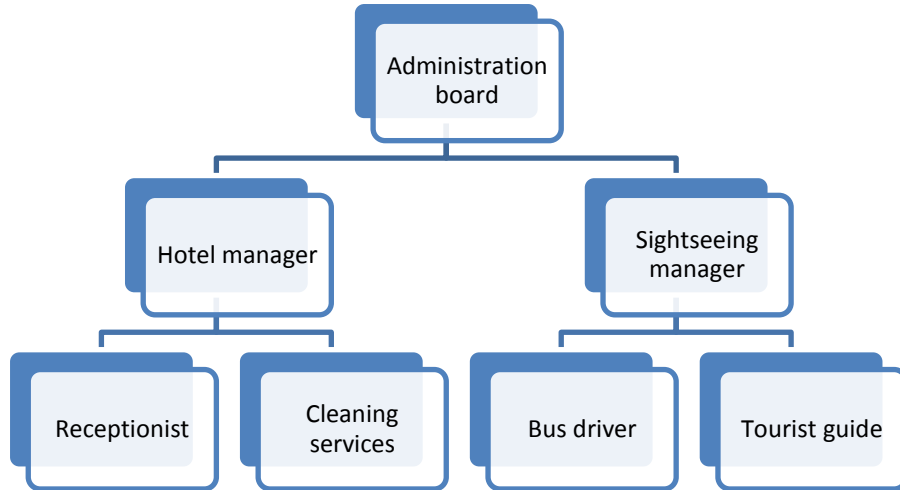 Administration
board
Hotel manager
Sightseeing
manager
Receptionist
Cleaning
services
Bus driver
Tourist guide